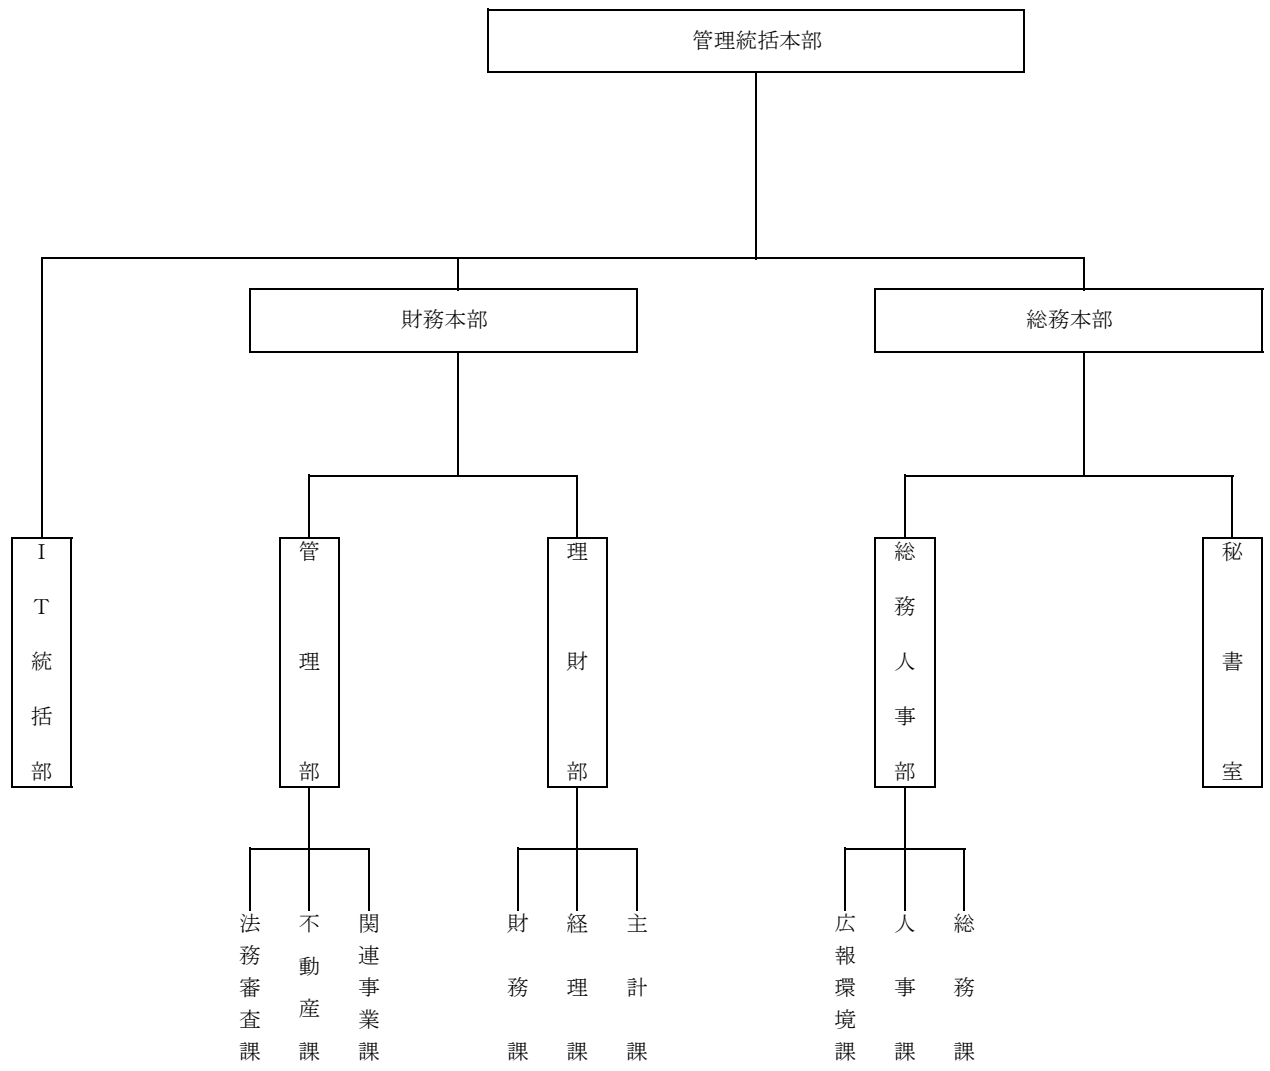 管理統括本部
財務本部
総務本部
IT統括部
管理部
理財部
総務人事部
秘書室
法務審査課
不動産課
関連事業課
財務課
経理課
主計課
広報環境課
人事課
総務課